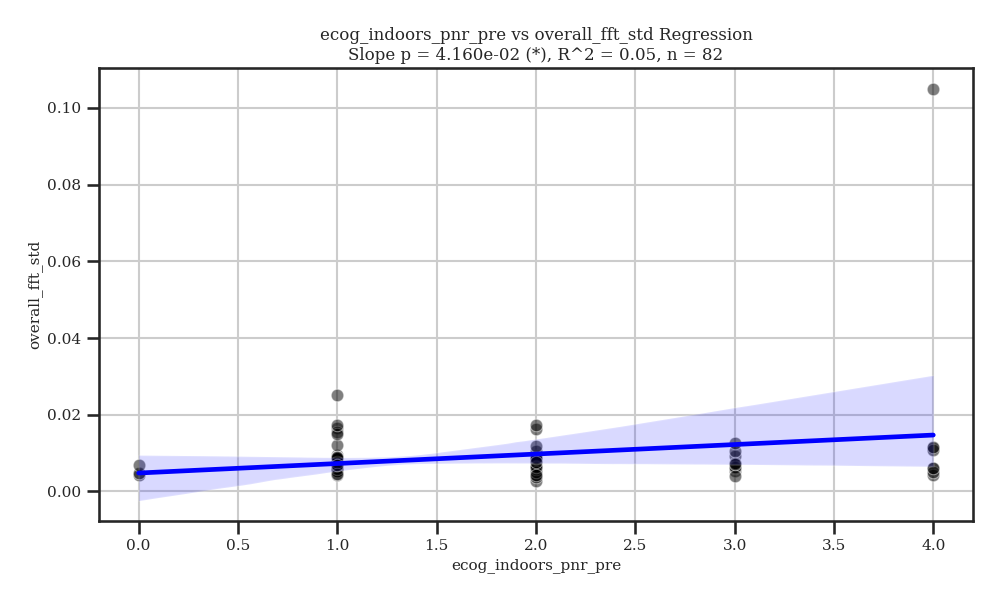 ecog_indoors_pnr_pre vs overall_fft_std Regression
Slope p = 4.160e-02 (*), R^2 = 0.05, n = 82
overall_fft_std
0.10
0.08
0.06
0.04
0.02
0.00
0.0 0.5 1.0 1.5 2.0 2.5 3.0 3.5 4.0
ecog_indoors_pnr_pre